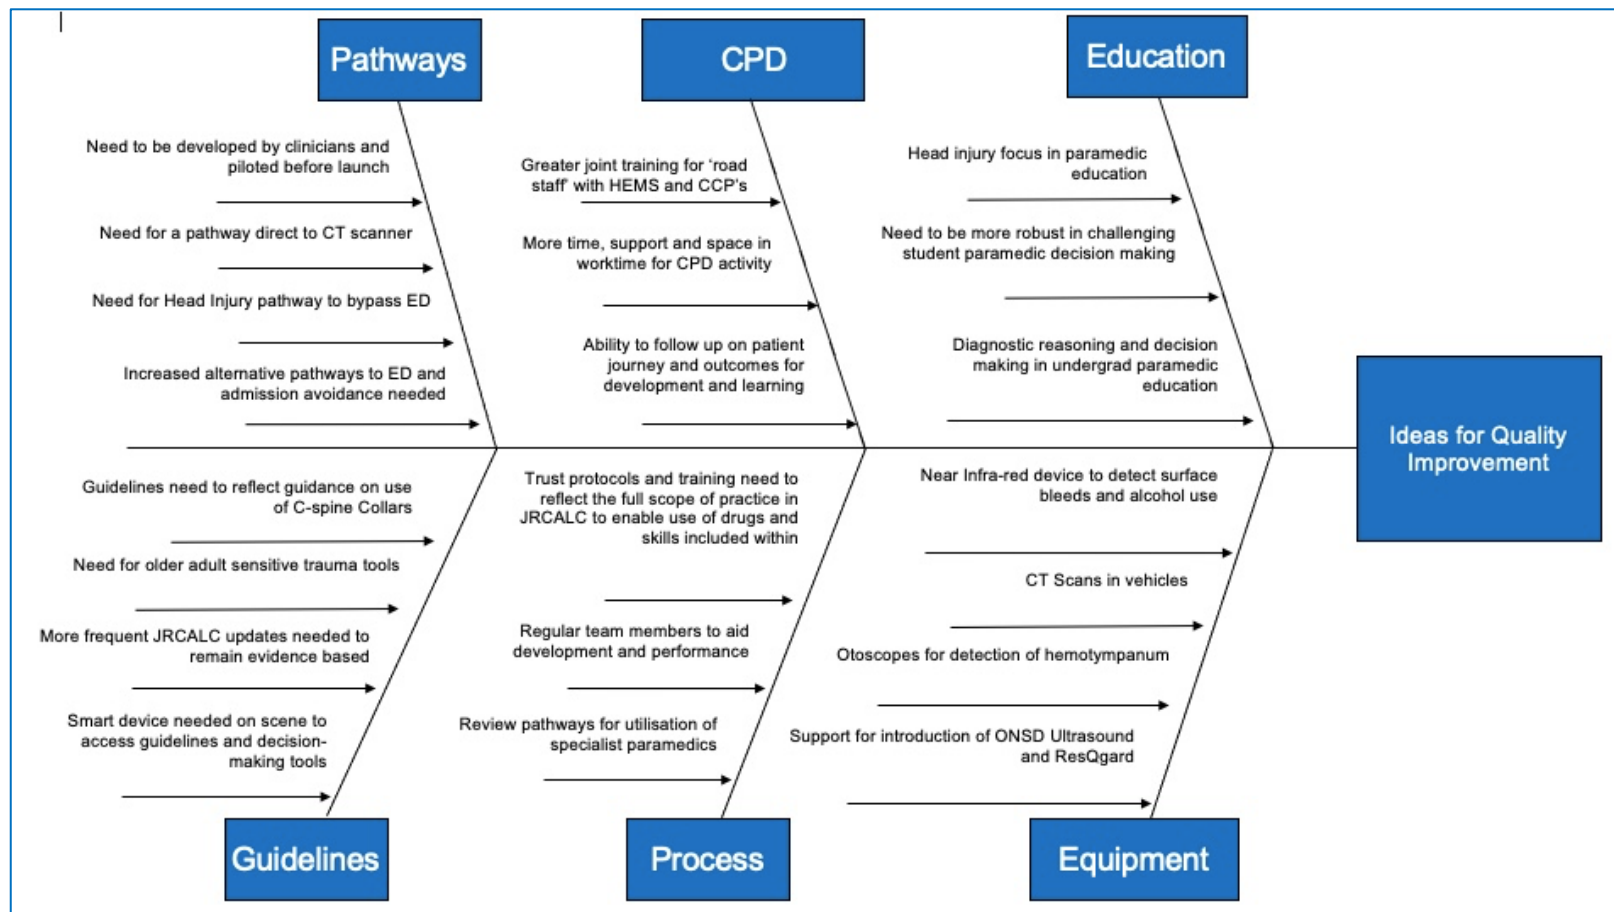 Pathways
CPD
Education
Need to be developed by clinicians and
piloted before launch
Need for a pathway direct to CT scanner
Need for Head Injury pathway to bypass ED
Increased alternative pathways to ED and
admission avoidance needed
Greater joint training for ‘road
staff’ with HEMS and CCP’s
More time, support and space in
worktime for CPD activity
Ability to follow up on patient
journey and outcomes for
development and learning
Head injury focus in paramedic
education
Need to be more robust in challenging
student paramedic decision making
Diagnostic reasoning and decision
making in undergrad paramedic
education
Ideas for Quality
Improvement
Guidelines need to reflect guidance on use
of C-spine Collars
Need for older adult sensitive trauma tools
More frequent JRCALC updates needed to
remain evidence based
Smart device needed on scene to
access guidelines and decision-
making tools
Trust protocols and training need to
reflect the full scope of practice in
JRCALC to enable use of drugs and
skills included within
Regular team members to aid
development and performance
Review pathways for utilisation of
specialist paramedics
Near Infra-red device to detect surface
bleeds and alcohol use
CT Scans in vehicles
Otoscopes for detection of hemotympanum
Support for introduction of ONSD Ultrasound
and ResQgard
Guidelines
Process
Equipment